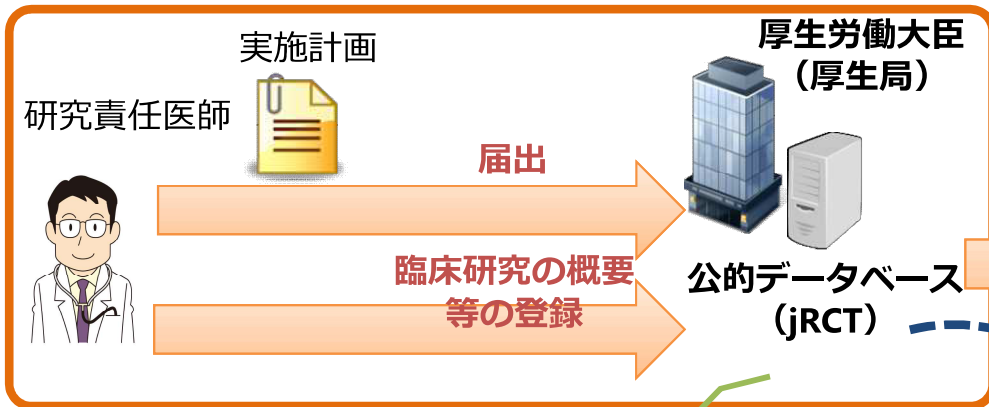 実施計画
研究責任医師
厚生労働大臣
（厚生局）
届出
臨床研究の概要
等の登録
公的データベース
（jRCT）